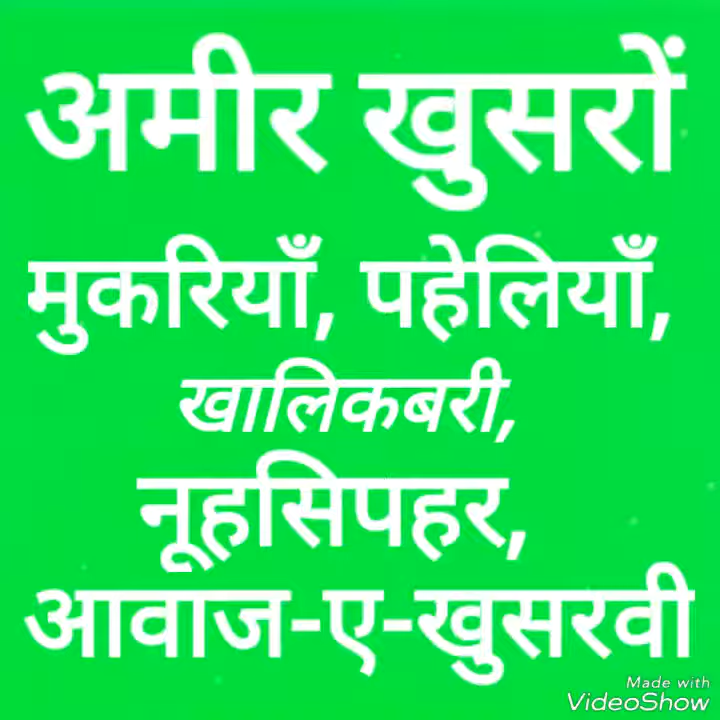 अमीर खुसरों
मुकरियाँ, पहेलियाँ,
खालिकबरी,
नूहसिपहर,
आवाज-ए-खुसरवी
Made with
VideoShow